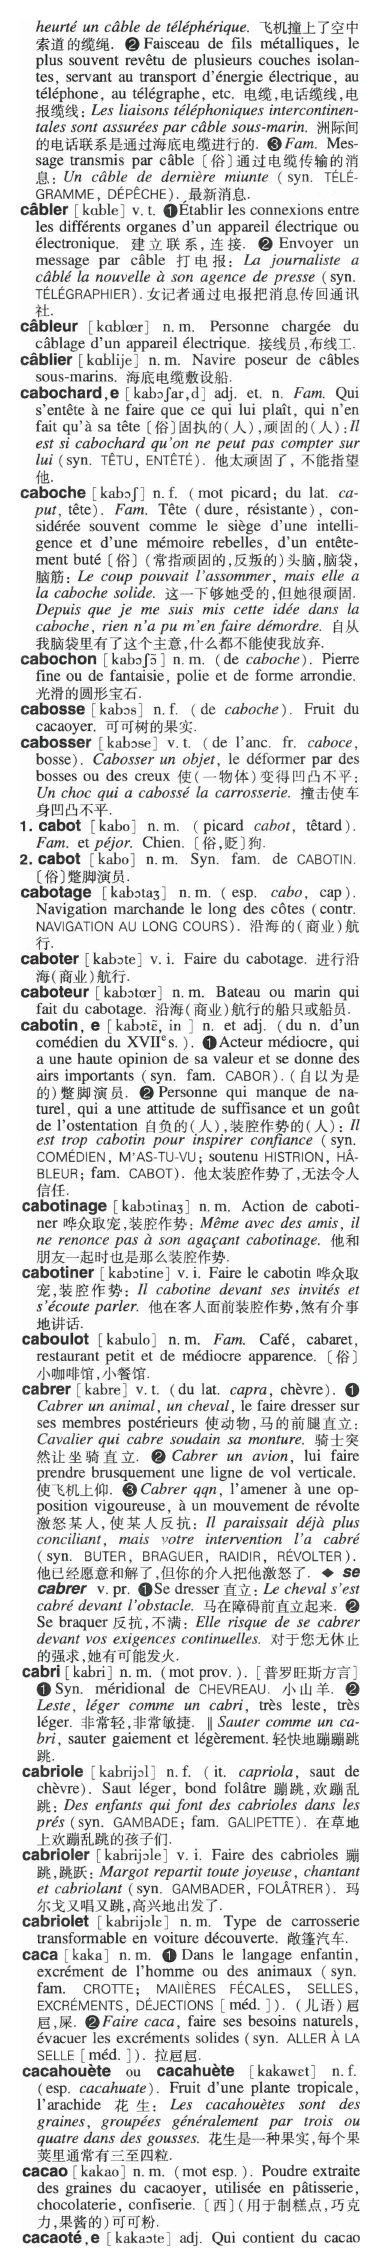 heurté un câble de téléphérique. 飞机撞上了空中
索道的缆绳. ❷ Faisceau de fils métalliques, le
plus souvent revêtu de plusieurs couches isolan-
tes, servant au transport d'énergie électrique, au
téléphone, au télégraphe, etc. 电缆,电话缆线,电
报缆线: Les liaisons téléphoniques intercontinen-
tales sont assurées par câble sous-marin. 洲际间
的电话联系是通过海底电缆进行的. ❸ Fam. Mes-
sage transmis par câble〔俗〕通过电缆传输的消
息: Un câble de dernière miunte (syn. TÉLÉ-
GRAMME, DÉPÊCHE). 最新消息.
câbler [kɑble] v. t. ❶ Établir les connexions entre
les différents organes d'un appareil électrique ou
électronique. 建立联系,连接. ❷ Envoyer un
message par câble 打电报: La journaliste a
câblé la nouvelle à son agence de presse (syn.
TÉLÉGRAPHIER). 女记者通过电报把消息传回通讯
社.
câbleur [kɑblœr] n. m. Personne chargée du
câblage d'un appareil électrique. 接线员,布线工.
câblier [kɑblije] n. m. Navire poseur de câbles
sous-marins. 海底电缆敷设船.
cabochard, e [kabɔʃar, d] adj. et. n. Fam. Qui
s'entête à ne faire que ce qui lui plaît, qui n'en
fait qu'à sa tête〔俗〕固执的(人),顽固的(人): Il
est si cabochard qu'on ne peut pas compter sur
lui (syn. TÊTU, ENTÊTÉ). 他太顽固了,不能指望
他.
caboche [kabɔʃ] n. f. (mot picard; du lat. ca-
put, tête). Fam. Tête (dure, résistante), con-
sidérée souvent comme le siège d'une intelli-
gence et d'une mémoire rebelles, d'un entête-
ment buté〔俗〕(常指顽固的,反叛的)头脑,脑袋,
脑筋: Le coup pouvait l'assommer, mais elle a
la caboche solide. 这一下够她受的,但她很顽固.
Depuis que je me suis mis cette idée dans la
caboche, rien n'a pu m'en faire démordre. 自从
我脑袋里有了这个主意,什么都不能使我放弃.
cabochon [kabɔʃɔ̃] n. m. (de caboche). Pierre
fine ou de fantaisie, polie et de forme arrondie.
光滑的圆形宝石.
cabosse [kabɔs] n. f. (de caboche). Fruit du
cacaoyer. 可可树的果实.
cabosser [kabɔse] v. t. (de l'anc. fr. caboce,
bosse). Cabosser un objet, le déformer par des
bosses ou des creux 使(一物体)变得凹凸不平:
Un choc qui a cabossé la carrosserie. 撞击使车
身凹凸不平.
1. cabot [kabo] n. m. (picard cabot, têtard).
Fam. et péjor. Chien.〔俗,贬〕狗.
2. cabot [kabo] n. m. Syn. fam. de CABOTIN.
〔俗〕蹩脚演员.
cabotage [kabɔtaʒ] n. m. (esp. cabo, cap).
Navigation marchande le long des côtes (contr.
NAVIGATION AU LONG COURS). 沿海的(商业)航
行.
caboter [kabɔte] v. i. Faire du cabotage. 进行沿
海(商业)航行.
caboteur [kabɔtœr] n. m. Bateau ou marin qui
fait du cabotage. 沿海(商业)航行的船只或船员.
cabotin, e [kabɔtɛ̃, in] n. et adj. (du n. d'un
comédien du XVIIe s.). ❶ Acteur médiocre, qui
a une haute opinion de sa valeur et se donne des
airs importants (syn. fam. CABOR). (自以为是
的)蹩脚演员. ❷ Personne qui manque de na-
turel, qui a une attitude de suffisance et un goût
de l'ostentation 自负的(人),装腔作势的(人): Il
est trop cabotin pour inspirer confiance (syn.
COMÉDIEN, M'AS-TU-VU; soutenu HISTRION, HÂ-
BLEUR; fam. CABOT). 他太装腔作势了,无法令人
信任.
cabotinage [kabɔtinaʒ] n. m. Action de caboti-
ner 哗众取宠,装腔作势: Même avec des amis, il
ne renonce pas à son agaçant cabotinage. 他和
朋友一起时也是那么装腔作势.
cabotiner [kabɔtine] v. i. Faire le cabotin 哗众取
宠,装腔作势: Il cabotine devant ses invités et
s'écoute parler. 他在客人面前装腔作势,煞有介事
地讲话.
caboulot [kabulo] n. m. Fam. Café, cabaret,
restaurant petit et de médiocre apparence.〔俗〕
小咖啡馆,小餐馆.
cabrer [kabre] v. t. (du lat. capra, chèvre). ❶
Cabrer un animal, un cheval, le faire dresser sur
ses membres postérieurs 使动物,马的前腿直立:
Cavalier qui cabre soudain sa monture. 骑士突
然让坐骑直立. ❷ Cabrer un avion, lui faire
prendre brusquement une ligne de vol verticale.
使飞机上仰. ❸ Cabrer qqn, l'amener à une op-
position vigoureuse, à un mouvement de révolte
激怒某人,使某人反抗: Il paraissait déjà plus
conciliant, mais votre intervention l'a cabré
(syn. BUTER, BRAGUER, RAIDIR, RÉVOLTER).
他已经愿意和解了,但你的介人把他激怒了. ◆ se
cabrer v. pr. ❶ Se dresser 直立: Le cheval s'est
cabré devant l'obstacle. 马在障碍前直立起来. ❷
Se braquer 反抗,不满: Elle risque de se cabrer
devant vos exigences continuelles. 对于您无休止
的强求,她有可能发火.
cabri [kabri] n. m. (mot prov.).［普罗旺斯方言］
❶ Syn. méridional de CHEVREAU. 小山羊. ❷
Leste, léger comme un cabri, très leste, très
léger. 非常轻,非常敏捷. ‖ Sauter comme un ca-
bri, sauter gaiement et légèrement. 轻快地蹦蹦跳
跳.
cabriole [kabrijɔl] n. f. (it. capriola, saut de
chèvre). Saut léger, bond folâtre 蹦跳,欢蹦乱
跳: Des enfants qui font des cabrioles dans les
prés (syn. GAMBADE; fam. GALIPETTE). 在草地
上欢蹦乱跳的孩子们.
cabrioler [kabrijɔle] v. i. Faire des cabrioles 蹦
跳,跳跃: Margot repartit toute joyeuse, chantant
et cabriolant (syn. GAMBADER, FOLÂTRER). 玛
尔戈又唱又跳,高兴地出发了.
cabriolet [kabrijɔle] n. m. Type de carrosserie
transformable en voiture découverte. 敞篷汽车.
caca [kaka] n. m. ❶ Dans le langage enfantin,
excrément de l'homme ou des animaux (syn.
fam. CROTTE; MAIIÈRES FÉCALES, SELLES,
EXCRÉMENTS, DÉJECTIONS [méd.]). (儿语)㞎
㞎,屎. ❷ Faire caca, faire ses besoins naturels,
évacuer les excréments solides (syn. ALLER À LA
SELLE [méd.]). 拉㞎㞎.
cacahouète ou cacahuète [kakawɛt] n. f.
(esp. cacahuate). Fruit d'une plante tropicale,
l'arachide 花生: Les cacahouètes sont des
graines, groupées généralement par trois ou
quatre dans des gousses. 花生是一种果实,每个果
荚里通常有三至四粒.
cacao [kakao] n. m. (mot esp.). Poudre extraite
des graines du cacaoyer, utilisée en pâtisserie,
chocolaterie, confiserie.〔西〕(用于制糕点,巧克
力,果酱的)可可粉.
cacaoté, e [kakaɔte] adj. Qui contient du cacao